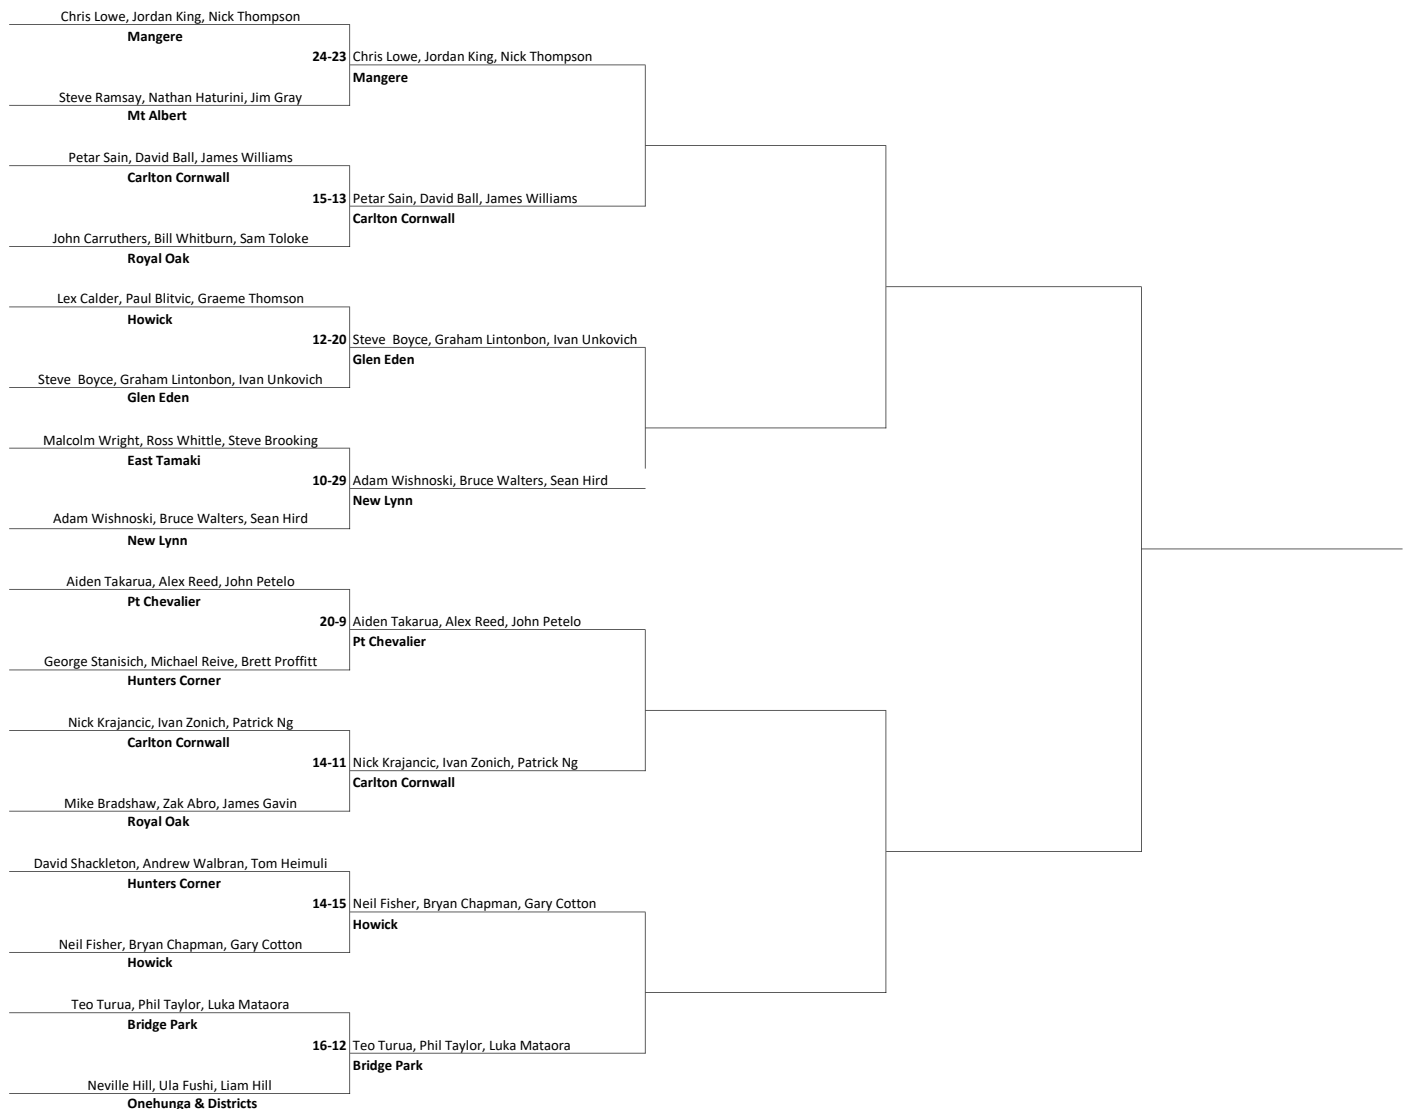 Chris Lowe, Jordan King, Nick Thompson
Mangere
24-23 Chris Lowe, Jordan King, Nick Thompson
Mangere
Steve Ramsay, Nathan Haturini, Jim Gray
Mt Albert
Petar Sain, David Ball, James Williams
Carlton Cornwall
15-13 Petar Sain, David Ball, James Williams
Carlton Cornwall
John Carruthers, Bill Whitburn, Sam Toloke
Royal Oak
Lex Calder, Paul Blitvic, Graeme Thomson
Howick
12-20 Steve  Boyce, Graham Lintonbon, Ivan Unkovich
Glen Eden
Steve  Boyce, Graham Lintonbon, Ivan Unkovich
Glen Eden
Malcolm Wright, Ross Whittle, Steve Brooking
East Tamaki
10-29 Adam Wishnoski, Bruce Walters, Sean Hird
New Lynn
Adam Wishnoski, Bruce Walters, Sean Hird
New Lynn
Aiden Takarua, Alex Reed, John Petelo
Pt Chevalier
20-9 Aiden Takarua, Alex Reed, John Petelo
Pt Chevalier
George Stanisich, Michael Reive, Brett Proffitt
Hunters Corner
Nick Krajancic, Ivan Zonich, Patrick Ng
Carlton Cornwall
14-11 Nick Krajancic, Ivan Zonich, Patrick Ng
Carlton Cornwall
Mike Bradshaw, Zak Abro, James Gavin
Royal Oak
David Shackleton, Andrew Walbran, Tom Heimuli
Hunters Corner
14-15 Neil Fisher, Bryan Chapman, Gary Cotton
Howick
Neil Fisher, Bryan Chapman, Gary Cotton
Howick
Teo Turua, Phil Taylor, Luka Mataora
Bridge Park
16-12 Teo Turua, Phil Taylor, Luka Mataora
Bridge Park
Neville Hill, Ula Fushi, Liam Hill
Onehunga & Districts